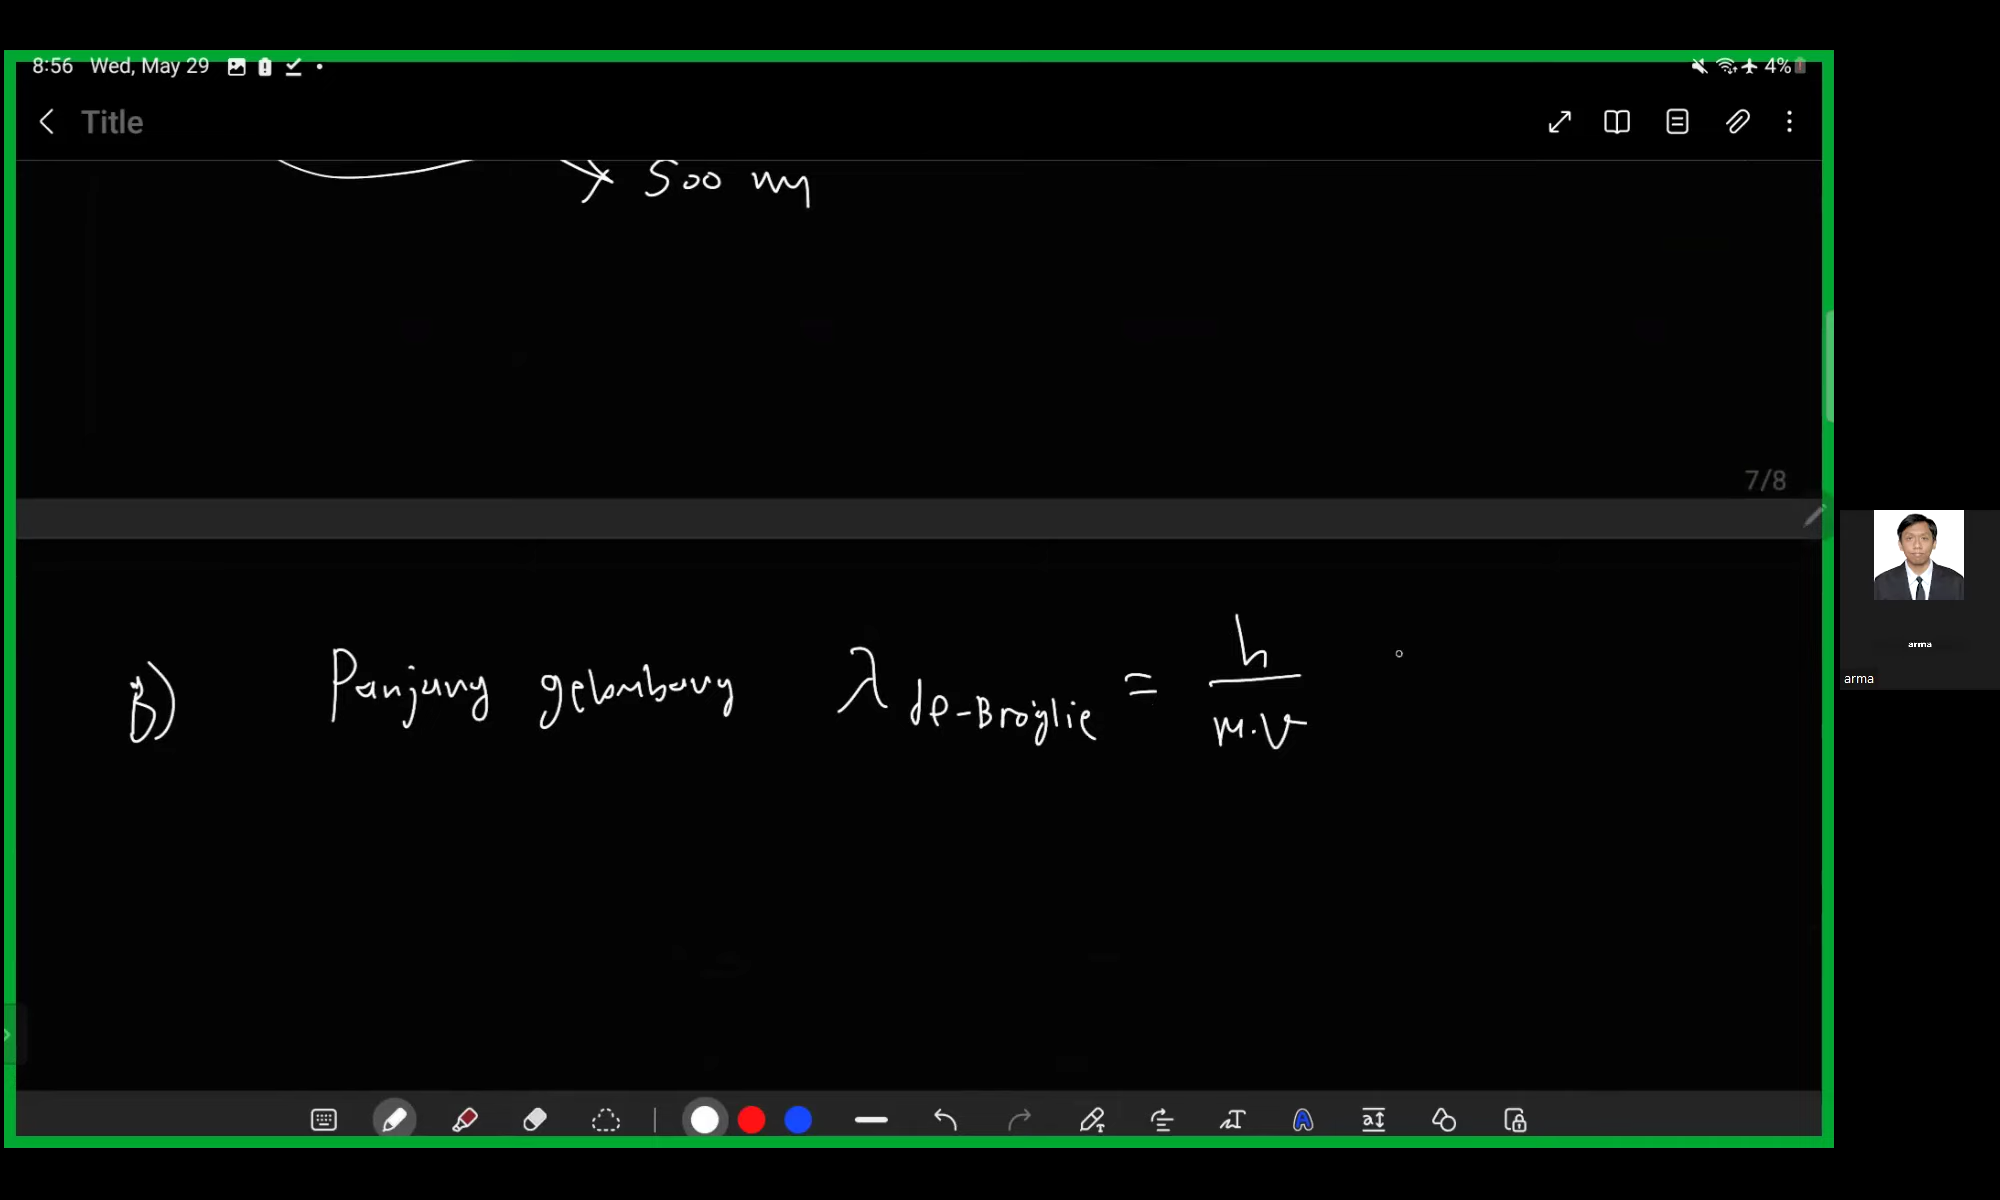 8:56 Wed, May 29
4%
Title
500 nm
7/8
B) Panjang gelombang λ de-Broglie = h / m.v
arma
arma